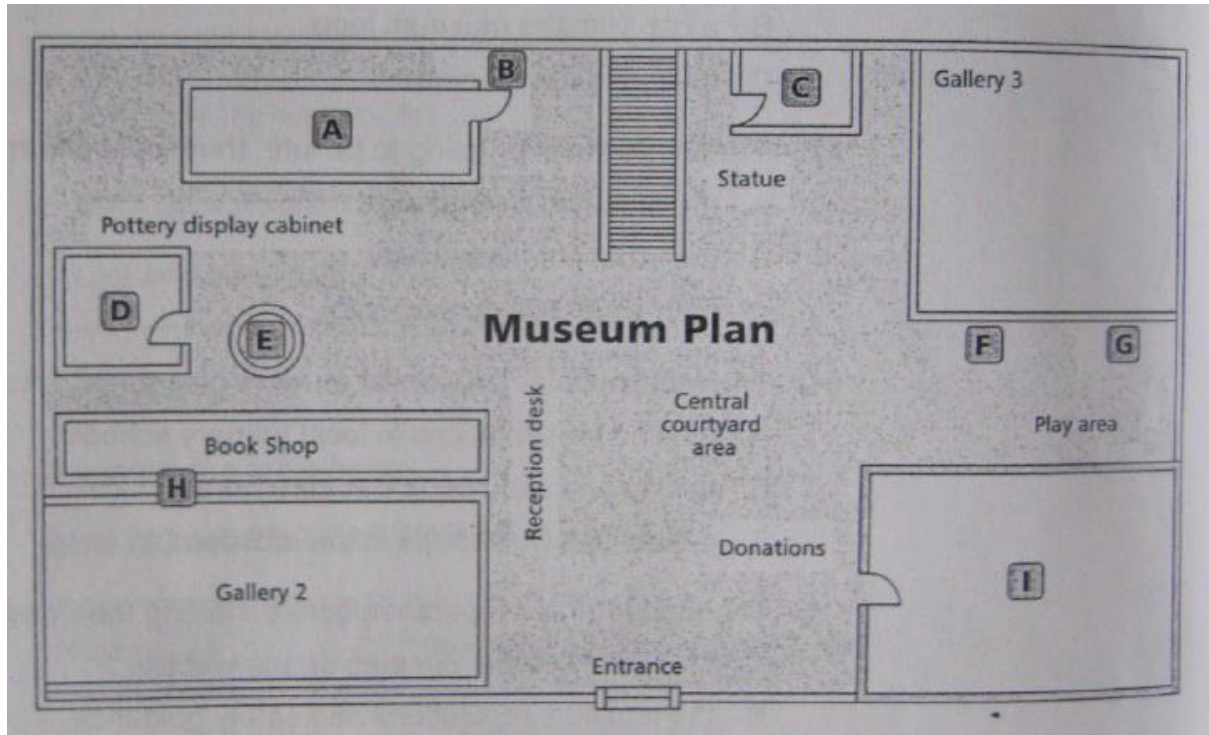 B
C
Gallery 3
A
Statue
Pottery display cabinet
D
E
Museum Plan
F
G
Reception desk
Central
courtyard
area
Play area
Book Shop
H
Donations
Gallery 2
I
Entrance